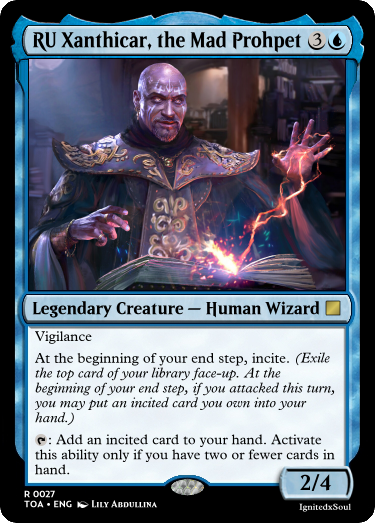 RU Xanthicar, the Mad Prohpet 3
Legendary Creature — Human Wizard
Vigilance
At the beginning of your end step, incite. (Exile
the top card of your library face-up. At the
beginning of your end step, if you attacked this turn,
you may put an incited card you own into your
hand.)
: Add an incited card to your hand. Activate
this ability only if you have two or fewer cards in
hand.
2/4
R 0027
TOA • ENG Lily Abdullina
IgnitedxSoul